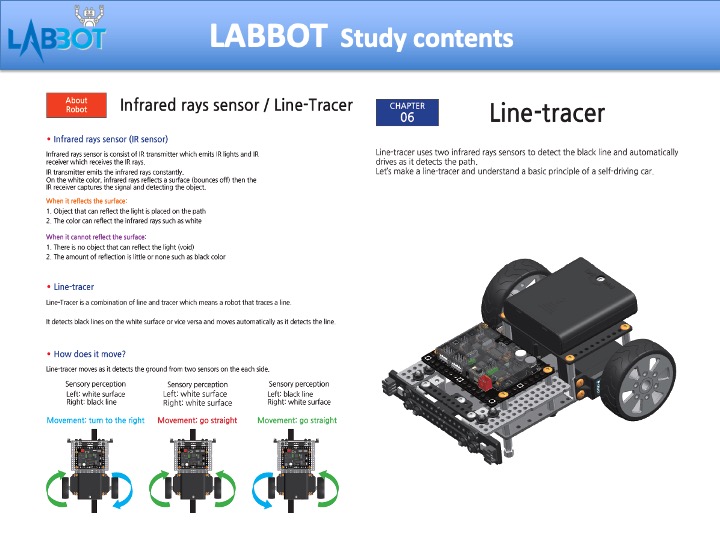 LABBOT
LABBOT Study contents
About
Robot
Infrared rays sensor / Line-Tracer
• Infrared rays sensor (IR sensor)
Infrared rays sensor is consist of IR transmitter which emits IR lights and IR
receiver which receives the IR rays.
IR transmitter emits the infrared rays constantly.
On the white color, infrared rays reflects a surface (bounces off) then the
IR receiver captures the signal and detecting the object.
When it reflects the surface:
1. Object that can reflect the light is placed on the path
2. The color can reflect the infrared rays such as white
When it cannot reflect the surface:
1. There is no object that can reflect the light (void)
2. The amount of reflection is little or none such as black color
• Line-tracer
Line-Tracer is a combination of line and tracer which means a robot that traces a line.
It detects black lines on the white surface or vice versa and moves automatically as it detects the line.
• How does it move?
Line-tracer moves as it detects the ground from two sensors on the each side.
Sensory perception
Left: white surface
Right: black line
Movement: turn to the right
Sensory perception
Left: white surface
Right: white surface
Movement: go straight
Sensory perception
Left: black line
Right: white surface
Movement: go straight
CHAPTER
06
Line-tracer
Line-tracer uses two infrared rays sensors to detect the black line and automatically
drives as it detects the path.
Let's make a line-tracer and understand a basic principle of a self-driving car.